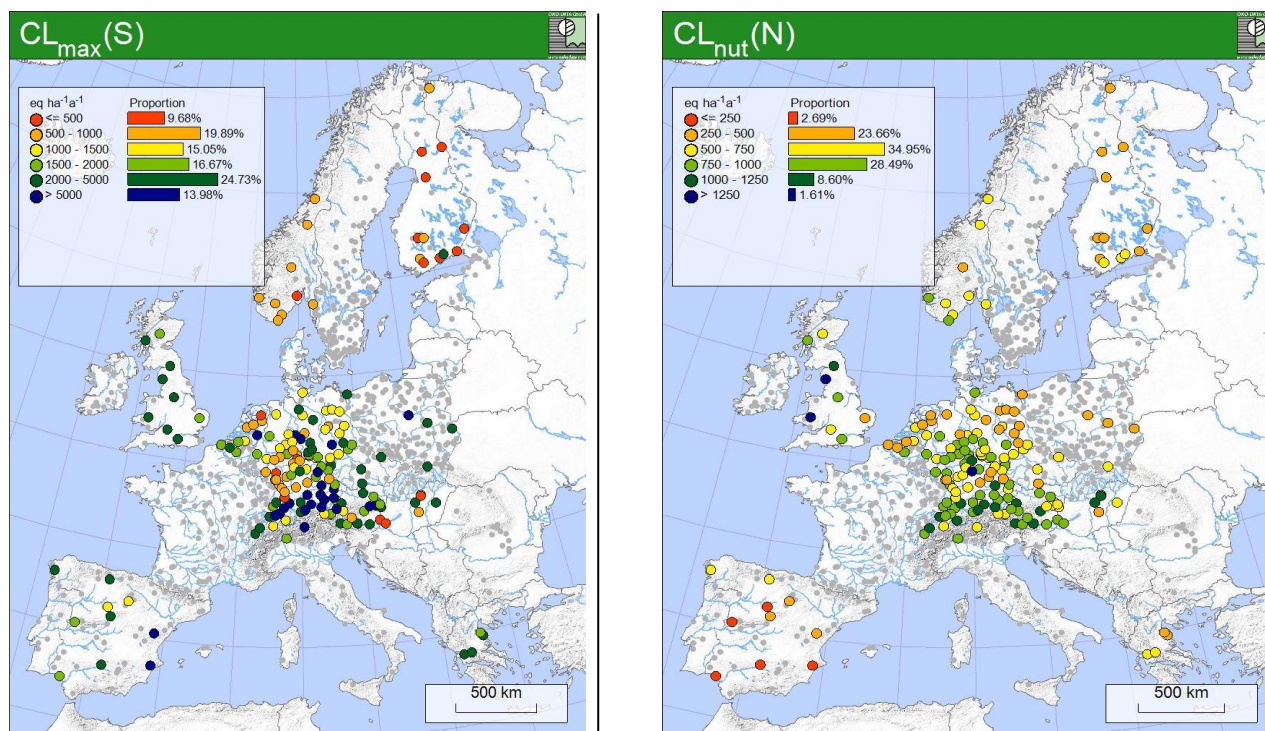 CLmax(S)
eq ha-1a-1 Proportion
<= 500 9.68%
500 - 1000 19.89%
1000 - 1500 15.05%
1500 - 2000 16.67%
2000 - 5000 24.73%
> 5000 13.98%
500 km
CLnut(N)
eq ha-1a-1 Proportion
<= 250 2.69%
250 - 500 23.66%
500 - 750 34.95%
750 - 1000 28.49%
1000 - 1250 8.60%
> 1250 1.61%
500 km